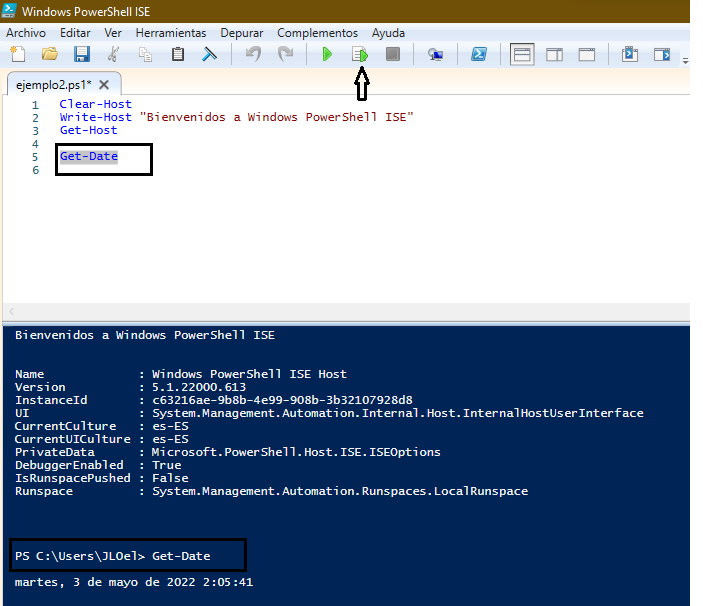 Windows PowerShell ISE
Archivo Editar Ver Herramientas Depurar Complementos Ayuda
ejemplo2.ps1*
1 Clear-Host
2 Write-Host "Bienvenidos a Windows PowerShell ISE"
3 Get-Host
4
5 Get-Date
6
Bienvenidos a Windows PowerShell ISE
Name : Windows PowerShell ISE Host
Version : 5.1.22000.613
InstanceId : c63216ae-9b8b-4e99-908b-3b32107928d8
UI : System.Management.Automation.Internal.Host.InternalHostUserInterface
CurrentCulture : es-ES
CurrentUICulture : es-ES
PrivateData : Microsoft.PowerShell.Host.ISE.ISEOptions
DebuggerEnabled : True
IsRunspacePushed : False
Runspace : System.Management.Automation.Runspaces.LocalRunspace
PS C:\Users\JLOel> Get-Date
martes, 3 de mayo de 2022 2:05:41